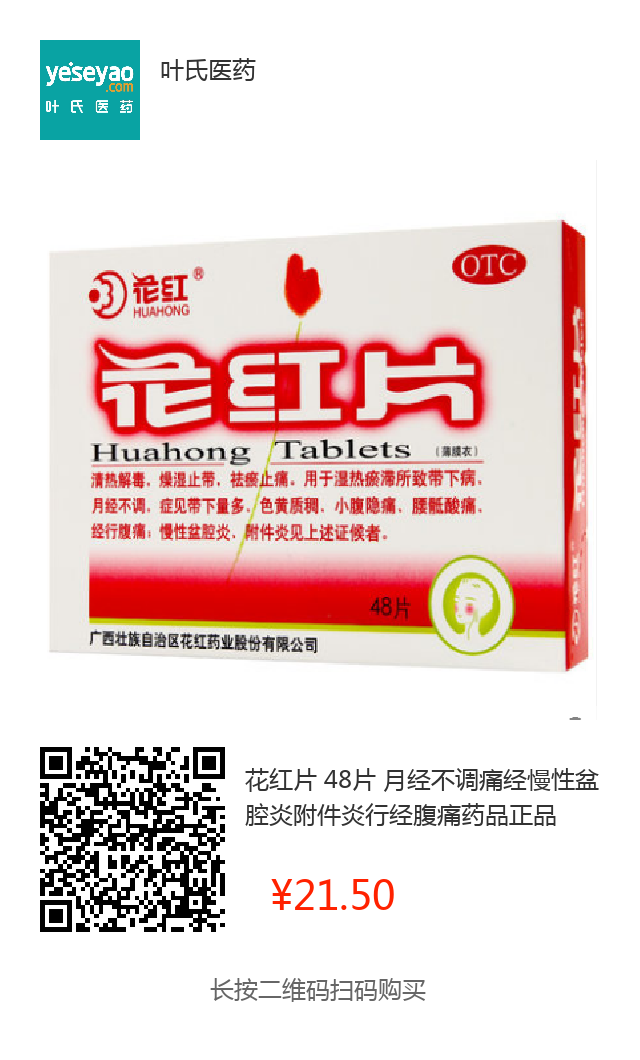 yeseyao
.com
叶氏医药
叶氏医药
OTC
花红®
HUAHONG
花红片
Huahong Tablets (薄膜衣)
清热解毒,燥湿止带,祛瘀止痛。用于湿热瘀滞所致带下病、
月经不调,症见带下量多、色黄质稠、小腹隐痛、腰骶酸痛、
经行腹痛;慢性盆腔炎、附件炎见上述证候者。
48片
广西壮族自治区花红药业股份有限公司
花红片
花红®
花红片 48片 月经不调痛经慢性盆
腔炎附件炎行经腹痛药品正品
¥21.50
长按二维码扫码购买